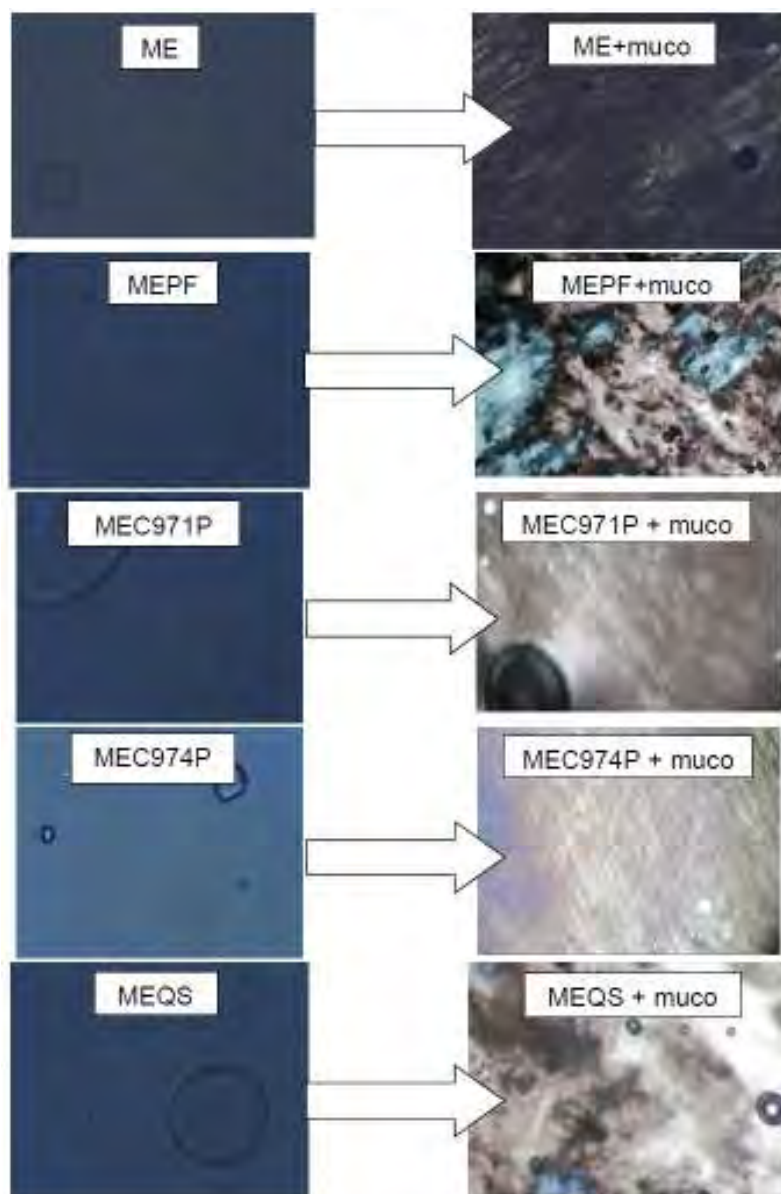 ME
ME+muco
MEPF
MEPF+muco
MEC971P
MEC971P + muco
MEC974P
MEC974P + muco
MEQS
MEQS + muco